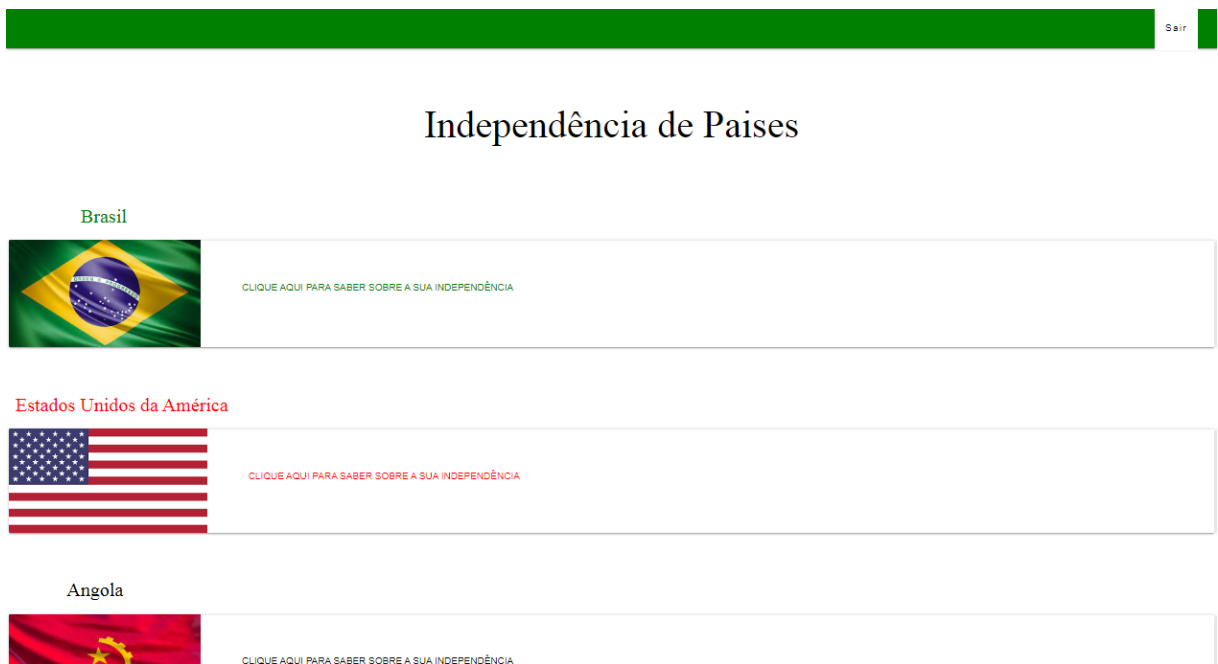 Sair
Independência de Paises
Brasil
CLIQUE AQUI PARA SABER SOBRE A SUA INDEPENDÊNCIA
Estados Unidos da América
CLIQUE AQUI PARA SABER SOBRE A SUA INDEPENDÊNCIA
Angola
CLIQUE AQUI PARA SABER SOBRE A SUA INDEPENDÊNCIA